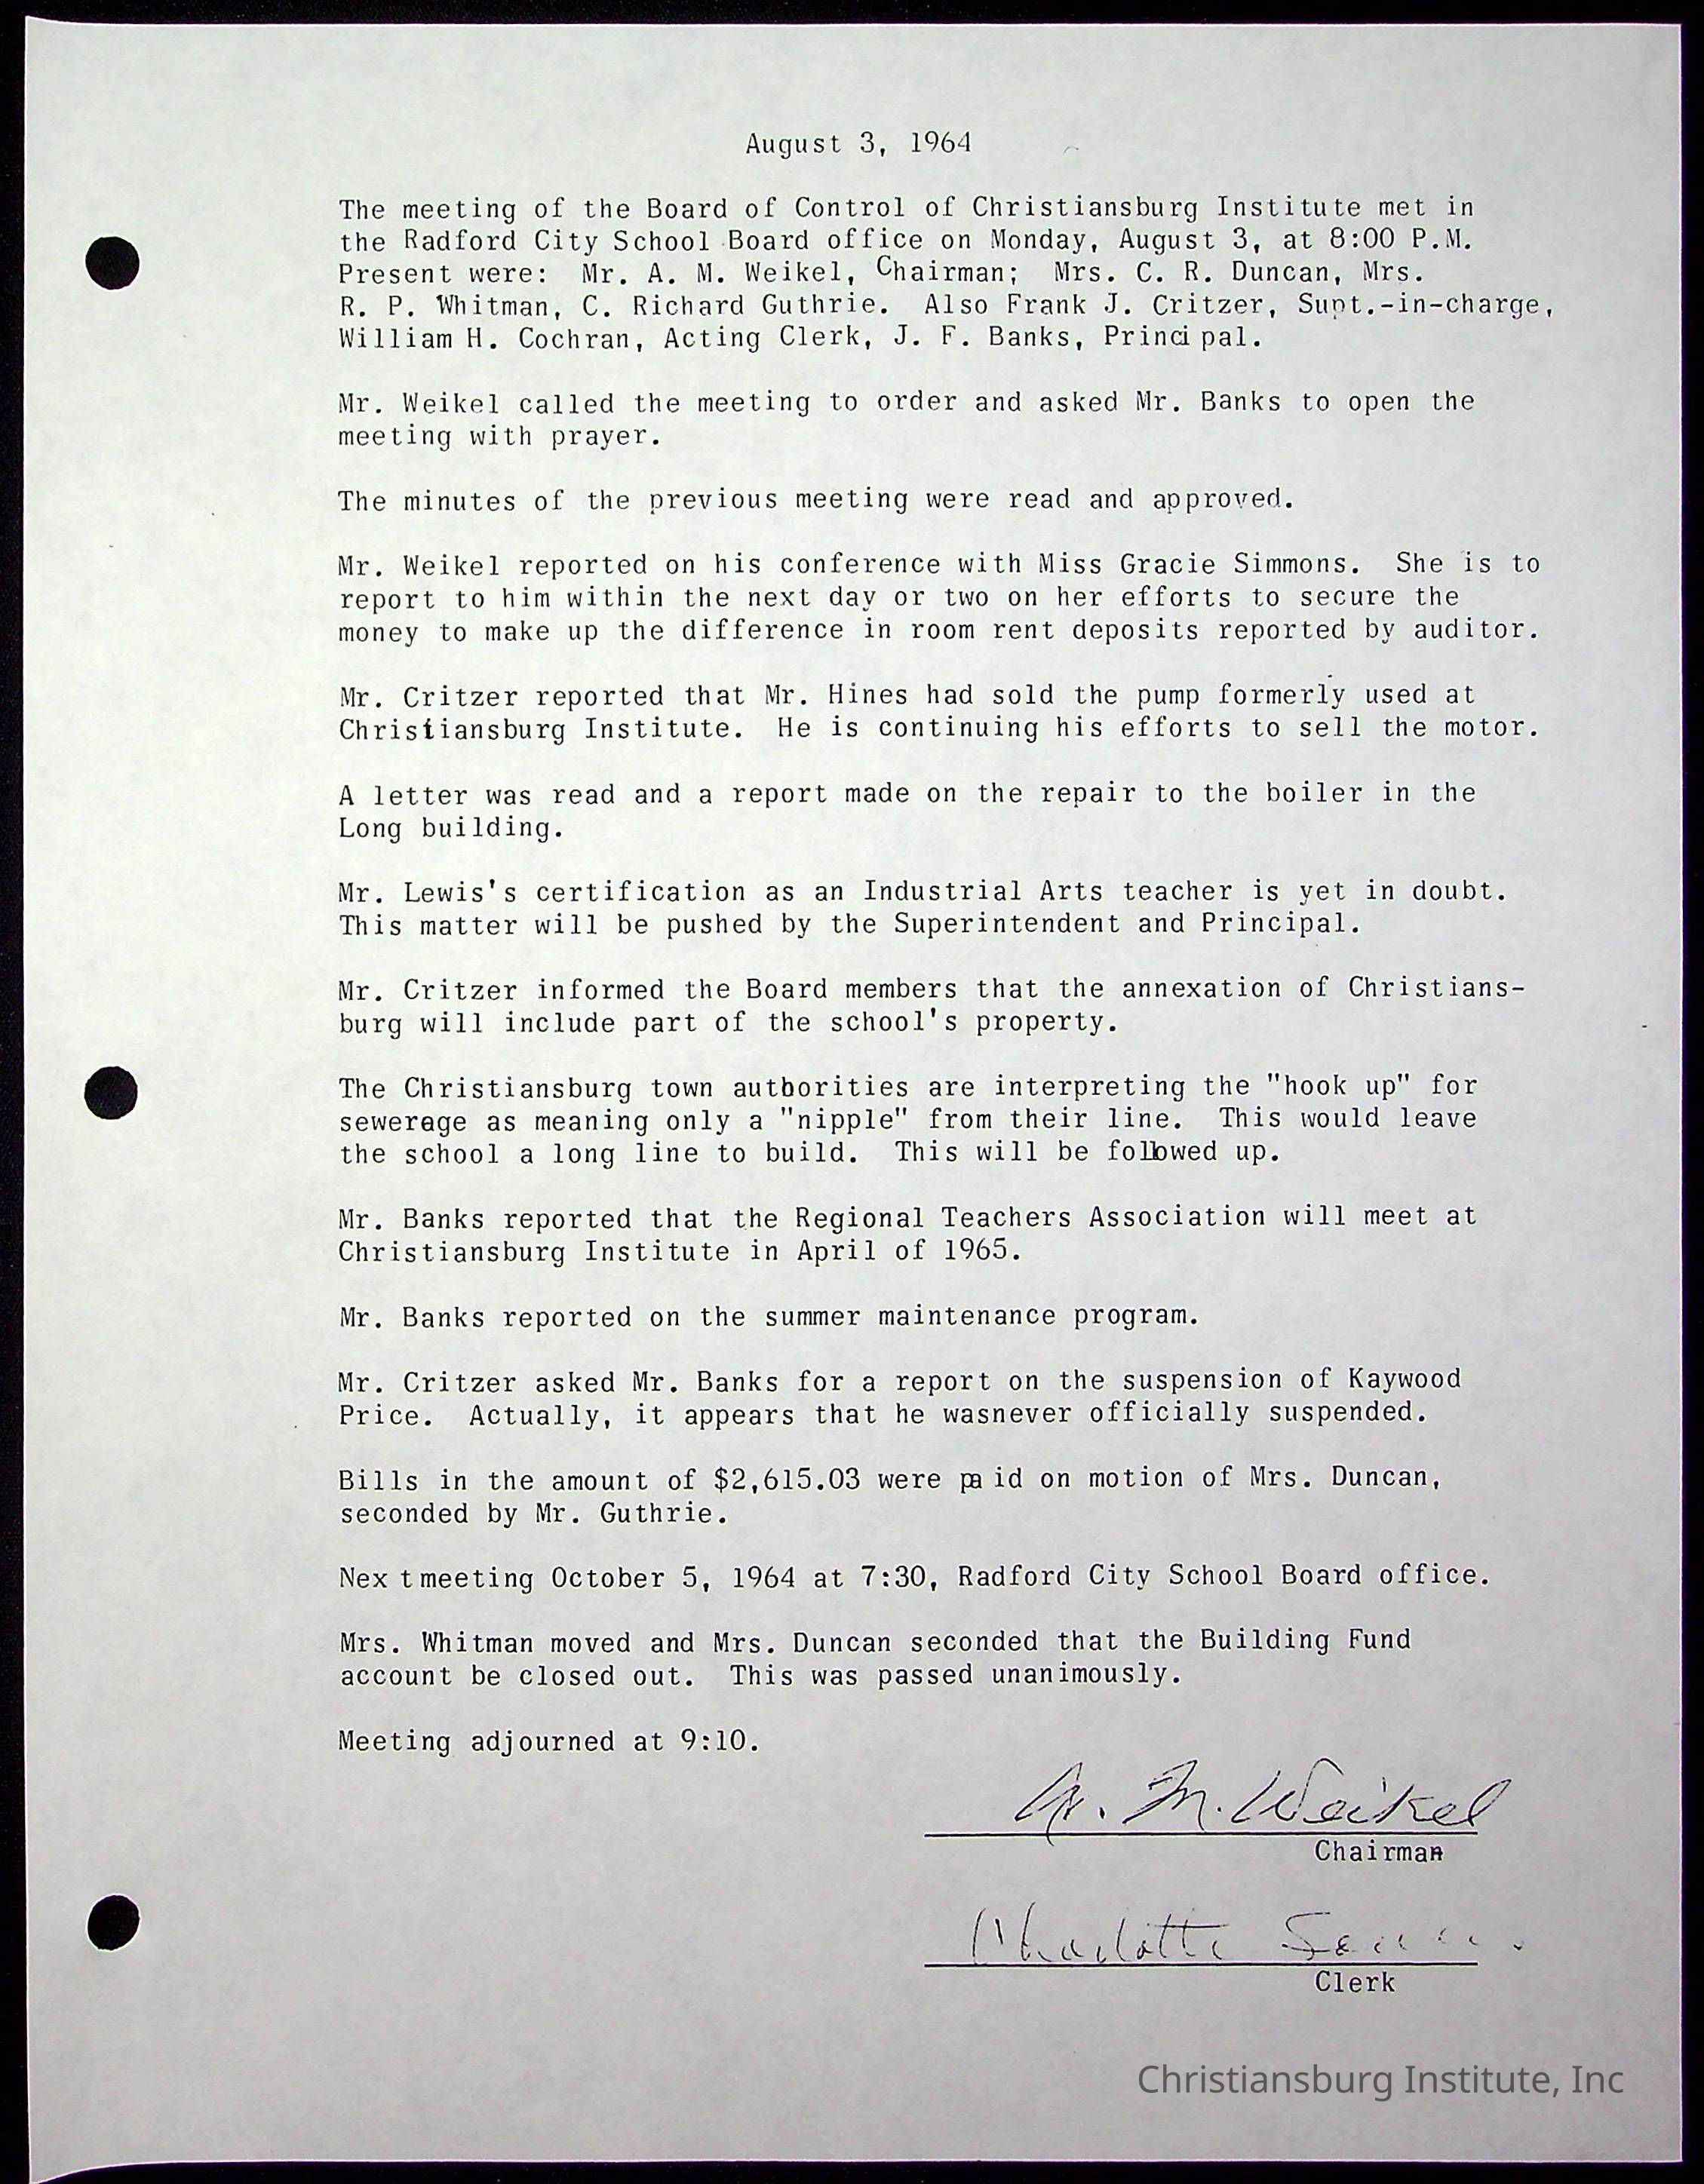 August 3, 1964
The meeting of the Board of Control of Christiansburg Institute met in
the Radford City School Board office on Monday, August 3, at 8:00 P.M.
Present were: Mr. A. M. Weikel, Chairman; Mrs. C. R. Duncan, Mrs.
R. P. Whitman, C. Richard Guthrie. Also Frank J. Critzer, Supt.-in-charge,
William H. Cochran, Acting Clerk, J. F. Banks, Principal.
Mr. Weikel called the meeting to order and asked Mr. Banks to open the
meeting with prayer.
The minutes of the previous meeting were read and approved.
Mr. Weikel reported on his conference with Miss Gracie Simmons. She is to
report to him within the next day or two on her efforts to secure the
money to make up the difference in room rent deposits reported by auditor.
Mr. Critzer reported that Mr. Hines had sold the pump formerly used at
Christiansburg Institute. He is continuing his efforts to sell the motor.
A letter was read and a report made on the repair to the boiler in the
Long building.
Mr. Lewis's certification as an Industrial Arts teacher is yet in doubt.
This matter will be pushed by the Superintendent and Principal.
Mr. Critzer informed the Board members that the annexation of Christians-
burg will include part of the school's property.
The Christiansburg town authorities are interpreting the "hook up" for
sewerage as meaning only a "nipple" from their line. This would leave
the school a long line to build. This will be followed up.
Mr. Banks reported that the Regional Teachers Association will meet at
Christiansburg Institute in April of 1965.
Mr. Banks reported on the summer maintenance program.
Mr. Critzer asked Mr. Banks for a report on the suspension of Kaywood
Price. Actually, it appears that he wasnever officially suspended.
Bills in the amount of $2,615.03 were paid on motion of Mrs. Duncan,
seconded by Mr. Guthrie.
Next meeting October 5, 1964 at 7:30, Radford City School Board office.
Mrs. Whitman moved and Mrs. Duncan seconded that the Building Fund
account be closed out. This was passed unanimously.
Meeting adjourned at 9:10.
A. M. Weikel
Chairman
Charlotte
Clerk
Christiansburg Institute, Inc